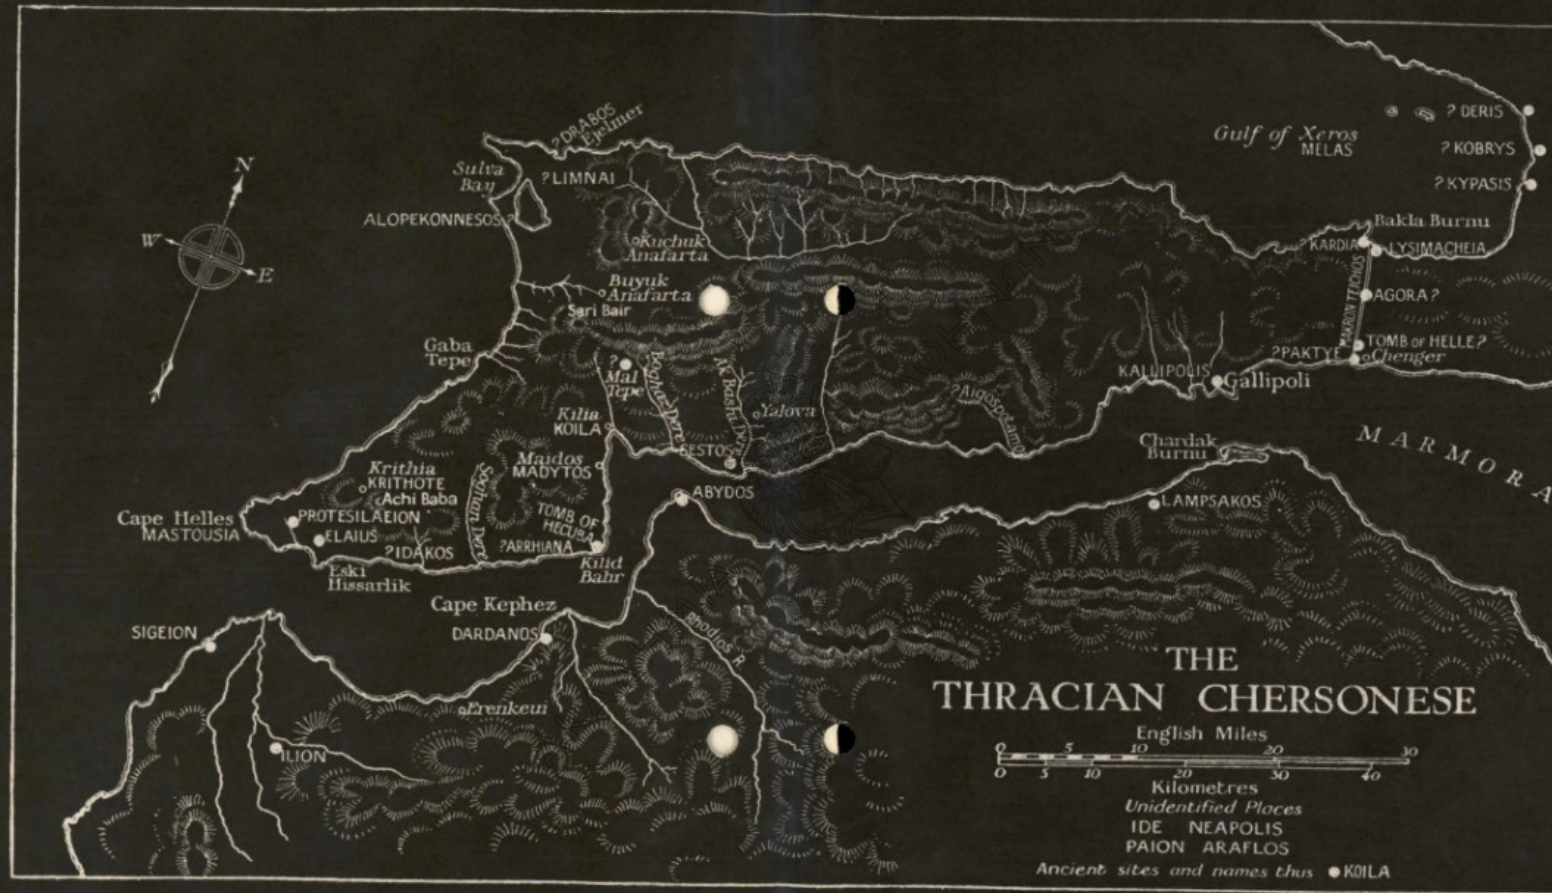 N
W
E
?DRABOS
Ejelmer
Sulva
Bay
?LIMNAI
ALOPEKONNESOS?
Kuchuk
Anafarta
Buyuk
Anafarta
Sari Bair
Gaba
Tepe
?
Mal
Tepe
Boghaz Dere
Ak Bashi Dere
Yalova
Kilia
KOILA
SESTOS
Maidos
MADYTOS
Krithia
KRITHOTE
Achi Baba
Soghan Dere
TOMB OF
HECUBA
Cape Helles
MASTOUSIA
PROTESILAEION
ELAIUS
?IDAKOS
?ARRHIANA
Kilid
Bahr
Eski
Hissarlik
ABYDOS
Cape Kephez
DARDANOS
SIGEION
Rhodos R.
Erenkeui
ILION
Gulf of Xeros
MELAS
?DERIS
?KOBRYS
?KYPASIS
Bakla Burnu
KARDIA
LYSIMACHEIA
MAKRON TEICHOS
AGORA?
TOMB OF HELLE?
?PAKTYE
Chenger
KALLIPOLIS
Gallipoli
?Aigospotamoi
Chardak
Burnu
LAMPSAKOS
MARMORA
THE
THRACIAN CHERSONESE
English Miles
0 5 10 20 30
0 5 10 20 30 40
Kilometres
Unidentified Places
IDE NEAPOLIS
PAION ARAFLOS
Ancient sites and names thus KOILA